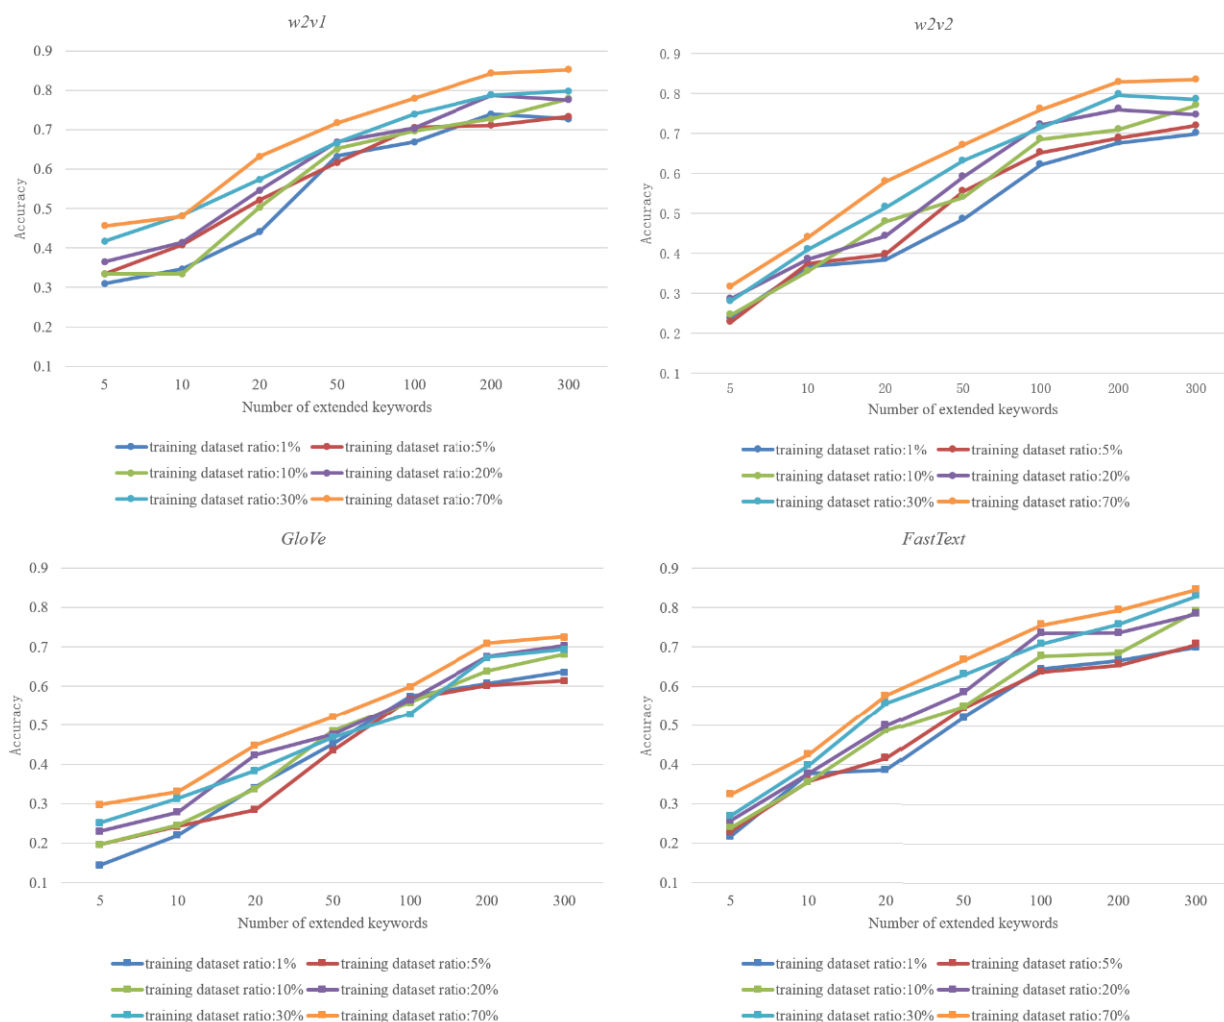 w2v1
0.9
0.8
0.7
0.6
0.5
0.4
0.3
0.2
0.1
Accuracy
5 10 20 50 100 200 300
Number of extended keywords
training dataset ratio:1% training dataset ratio:5%
training dataset ratio:10% training dataset ratio:20%
training dataset ratio:30% training dataset ratio:70%
w2v2
0.9
0.8
0.7
0.6
0.5
0.4
0.3
0.2
0.1
Accuracy
5 10 20 50 100 200 300
Number of extended keywords
training dataset ratio:1% training dataset ratio:5%
training dataset ratio:10% training dataset ratio:20%
training dataset ratio:30% training dataset ratio:70%
GloVe
0.9
0.8
0.7
0.6
0.5
0.4
0.3
0.2
0.1
Accuracy
5 10 20 50 100 200 300
Number of extended keywords
training dataset ratio:1% training dataset ratio:5%
training dataset ratio:10% training dataset ratio:20%
training dataset ratio:30% training dataset ratio:70%
FastText
0.9
0.8
0.7
0.6
0.5
0.4
0.3
0.2
0.1
Accuracy
5 10 20 50 100 200 300
Number of extended keywords
training dataset ratio:1% training dataset ratio:5%
training dataset ratio:10% training dataset ratio:20%
training dataset ratio:30% training dataset ratio:70%